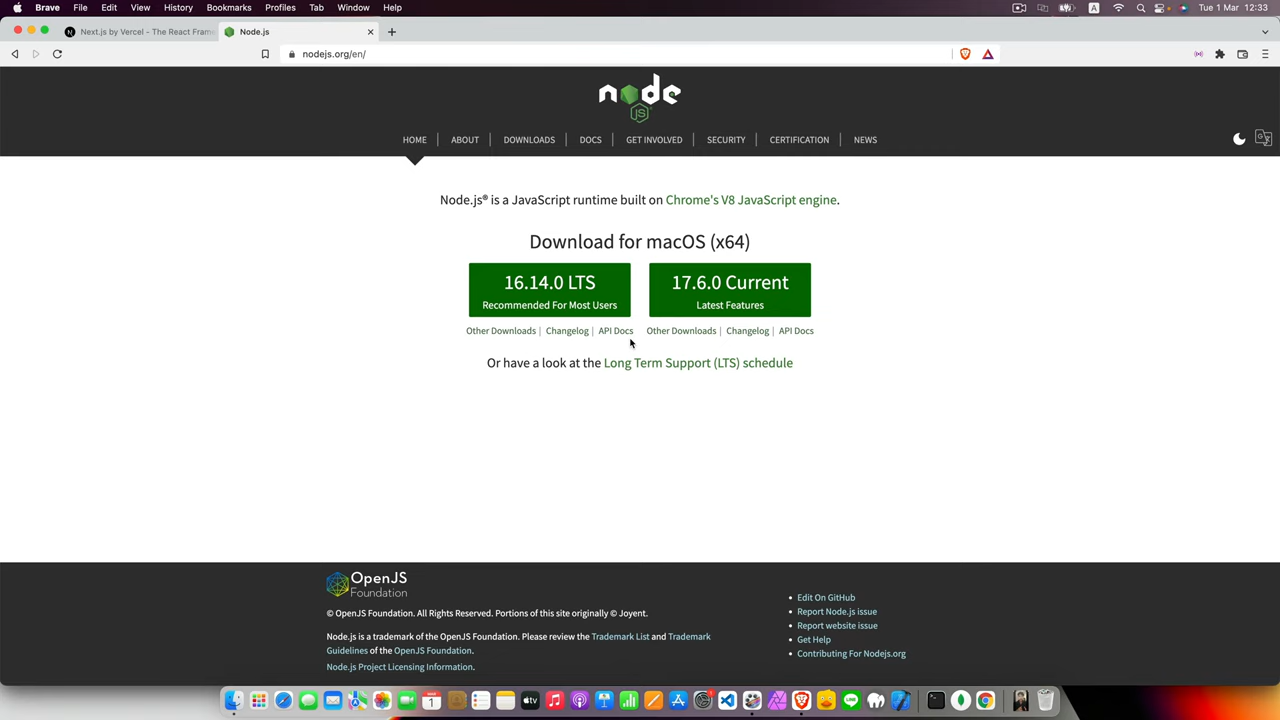 Brave File Edit View History Bookmarks Profiles Tab Window Help A Tue 1 Mar 12:33
Next.js by Vercel - The React Fram Node.js
nodejs.org/en/
node
JS
HOME ABOUT DOWNLOADS DOCS GET INVOLVED SECURITY CERTIFICATION NEWS
Node.js® is a JavaScript runtime built on Chrome's V8 JavaScript engine.
Download for macOS (x64)
16.14.0 LTS 17.6.0 Current
Recommended For Most Users Latest Features
Other Downloads | Changelog | API Docs Other Downloads | Changelog | API Docs
Or have a look at the Long Term Support (LTS) schedule
OpenJS
Foundation
© OpenJS Foundation. All Rights Reserved. Portions of this site originally © Joyent.
Node.js is a trademark of the OpenJS Foundation. Please review the Trademark List and Trademark
Guidelines of the OpenJS Foundation.
Node.js Project Licensing Information.
Edit On GitHub
Report Node.js issue
Report website issue
Get Help
Contributing For Nodejs.org